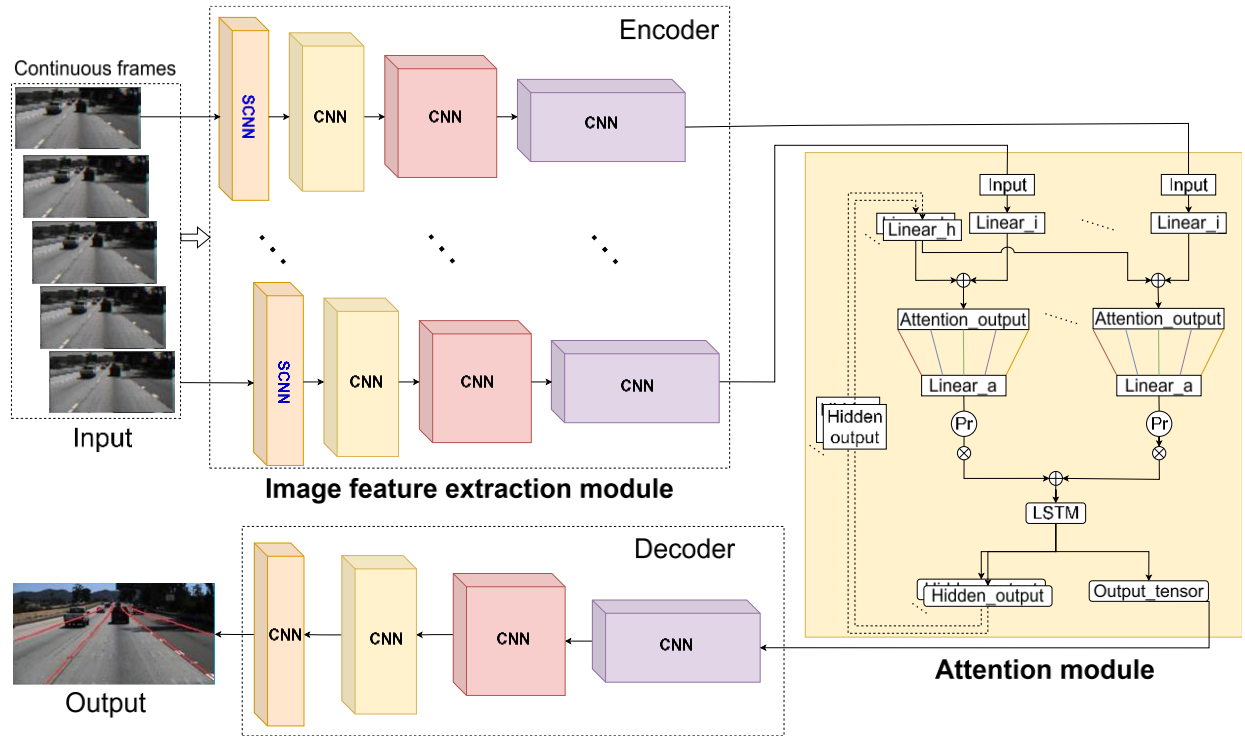 Encoder
Continuous frames
SCNN
CNN
CNN
CNN
Input
Input
Linear_h
Linear_i
Linear_i
Attention_output
Attention_output
SCNN
CNN
CNN
CNN
Linear_a
Linear_a
Hidden
output
Pr
Pr
Input
Image feature extraction module
LSTM
Decoder
Hidden_output
Output_tensor
CNN
CNN
CNN
CNN
Attention module
Output